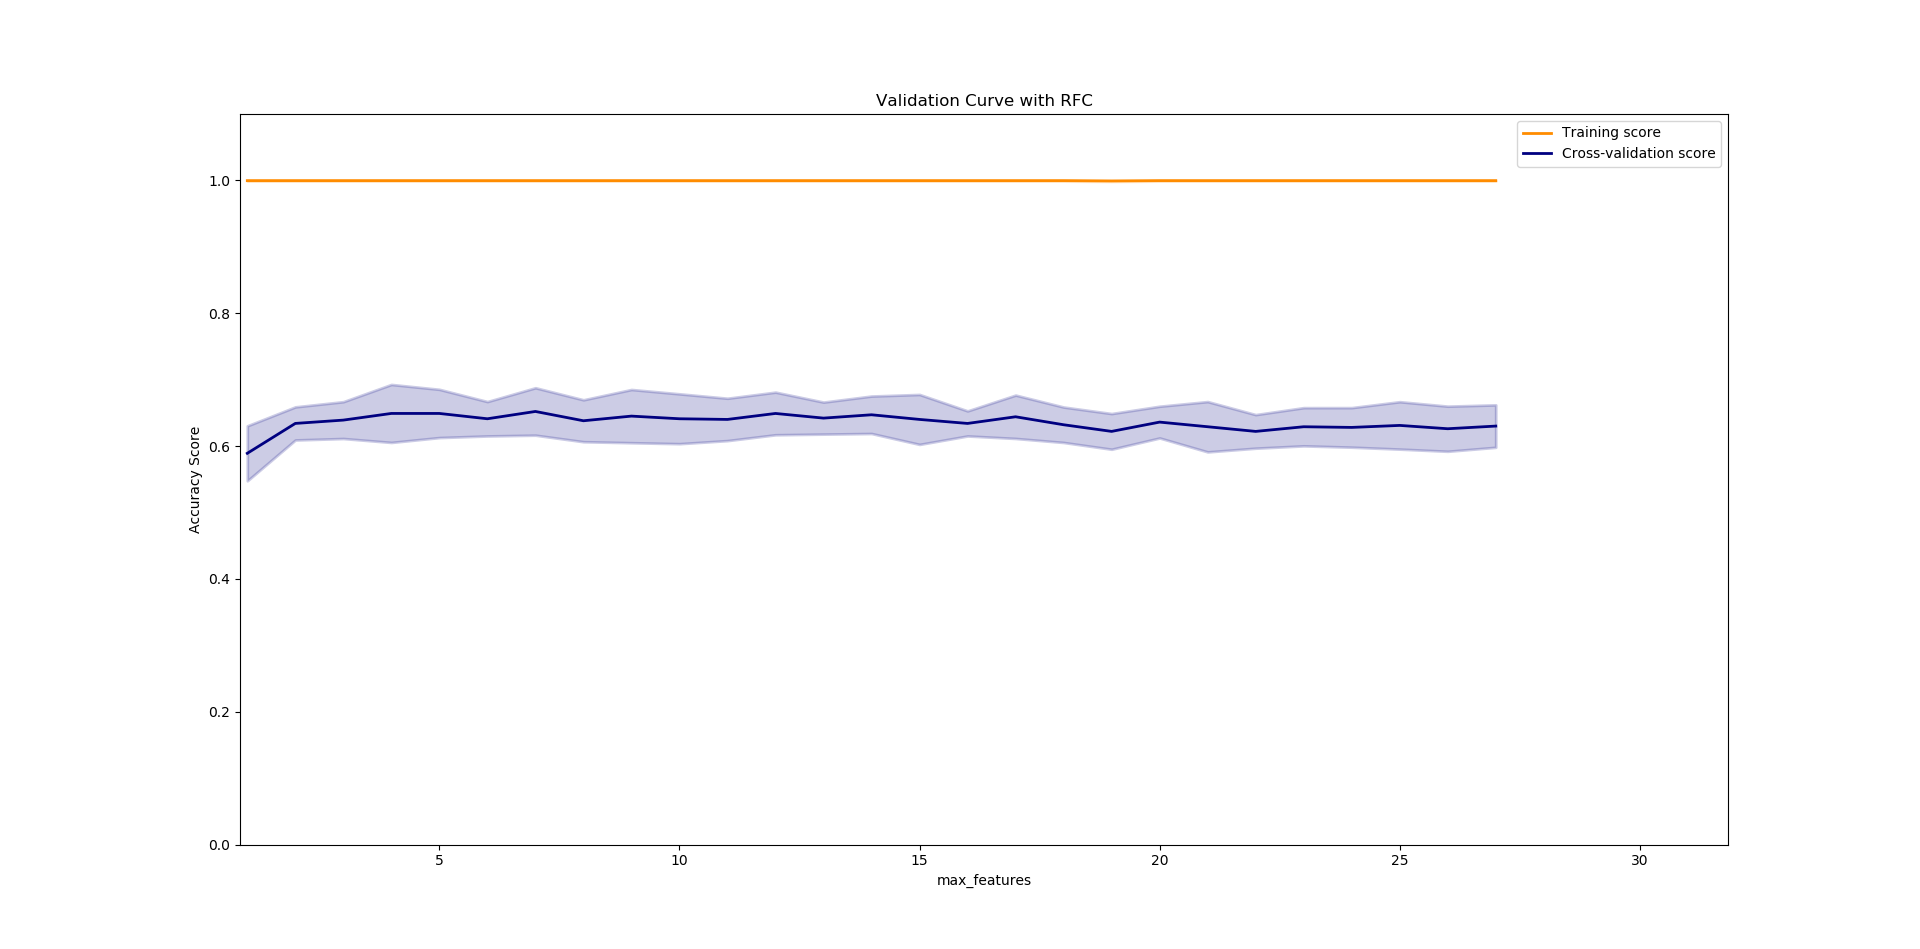 Validation Curve with RFC
Training score
Cross-validation score
Accuracy Score
1.0
0.8
0.6
0.4
0.2
0.0
5 10 15 20 25 30
max_features